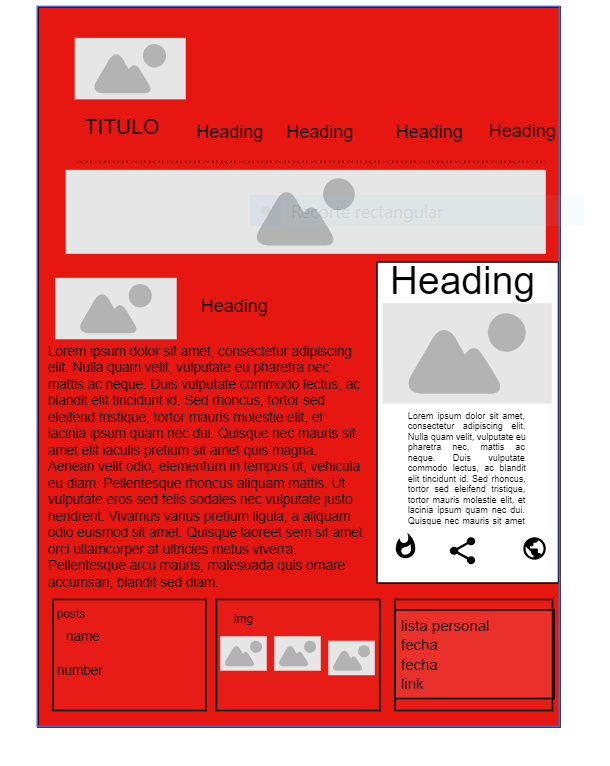 TITULO
Heading Heading Heading Heading
Recorte rectangular
Heading
Lorem ipsum dolor sit amet, consectetur adipiscing
elit. Nulla quam velit, vulputate eu pharetra nec,
mattis ac neque. Duis vulputate commodo lectus, ac
blandit elit tincidunt id. Sed rhoncus, tortor sed
eleifend tristique, tortor mauris molestie elit, et
lacinia ipsum quam nec dui. Quisque nec mauris sit
amet elit iaculis pretium sit amet quis magna.
Aenean velit odio, elementum in tempus ut, vehicula
eu diam. Pellentesque rhoncus aliquam mattis. Ut
vulputate eros sed felis sodales nec vulputate justo
hendrerit. Vivamus varius pretium ligula, a aliquam
odio euismod sit amet. Quisque laoreet sem sit amet
orci ullamcorper at ultricies metus viverra.
Pellentesque arcu mauris, malesuada quis ornare
accumsan, blandit sed diam.
Heading
Lorem ipsum dolor sit amet,
consectetur adipiscing elit.
Nulla quam velit, vulputate eu
pharetra nec, mattis ac
neque. Duis vulputate
commodo lectus, ac blandit
elit tincidunt id. Sed rhoncus,
tortor sed eleifend tristique,
tortor mauris molestie elit, et
lacinia ipsum quam nec dui.
Quisque nec mauris sit amet
posts
name
number
img
lista personal
fecha
fecha
link